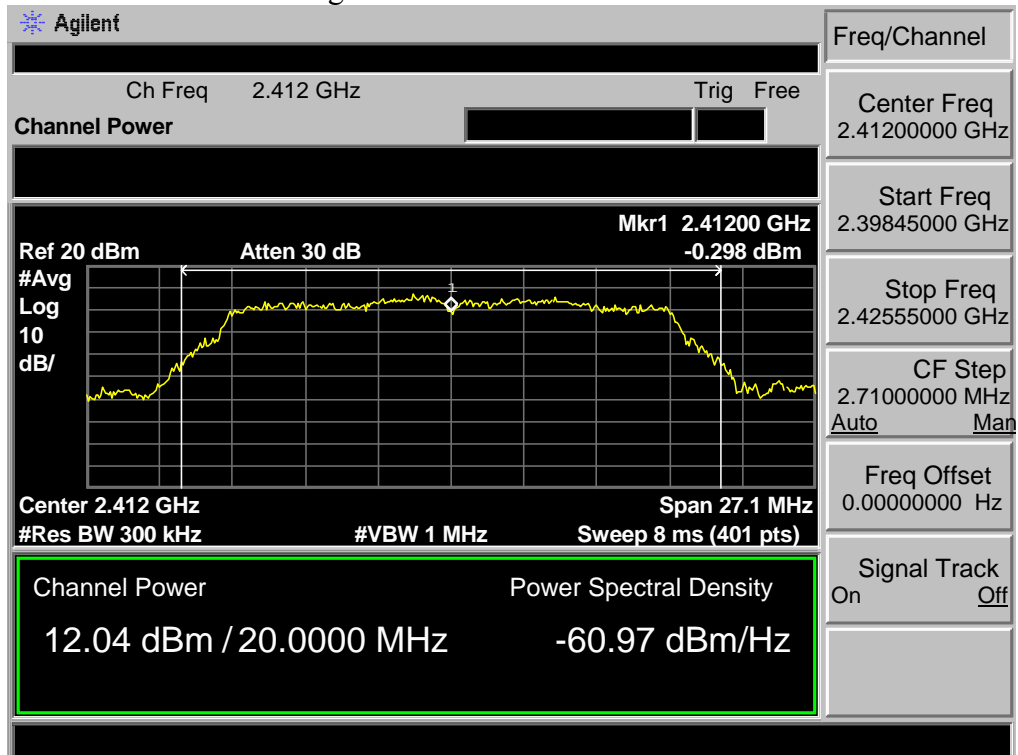 Agilent
Freq/Channel
Ch Freq 2.412 GHz Trig Free
Channel Power
Center Freq
2.41200000 GHz
Start Freq
2.39845000 GHz
Stop Freq
2.42555000 GHz
CF Step
2.71000000 MHz
Auto Man
Freq Offset
0.00000000 Hz
Signal Track
On Off
Mkr1 2.41200 GHz
Ref 20 dBm Atten 30 dB -0.298 dBm
#Avg
Log
10
dB/
1
Center 2.412 GHz Span 27.1 MHz
#Res BW 300 kHz #VBW 1 MHz Sweep 8 ms (401 pts)
Channel Power Power Spectral Density
12.04 dBm / 20.0000 MHz -60.97 dBm/Hz